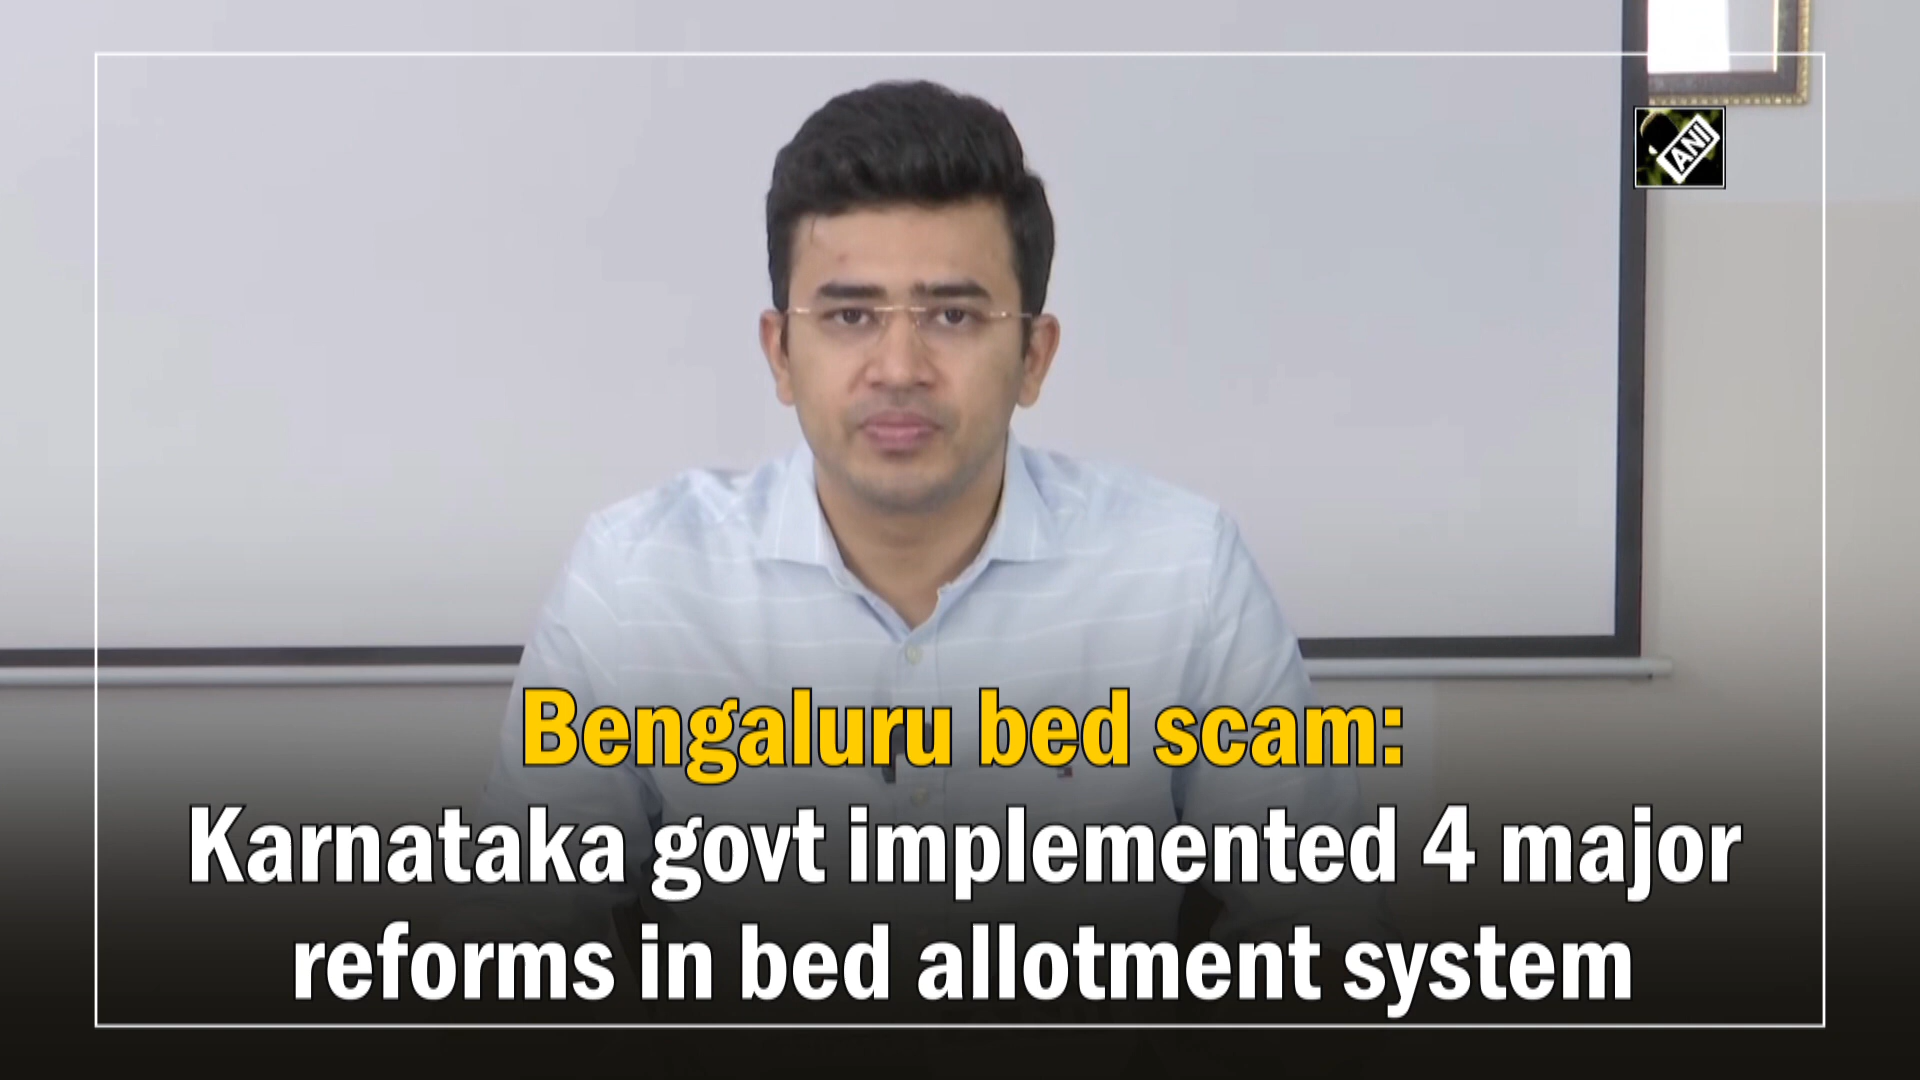 ANI
Bengaluru bed scam:
Karnataka govt implemented 4 major
reforms in bed allotment system